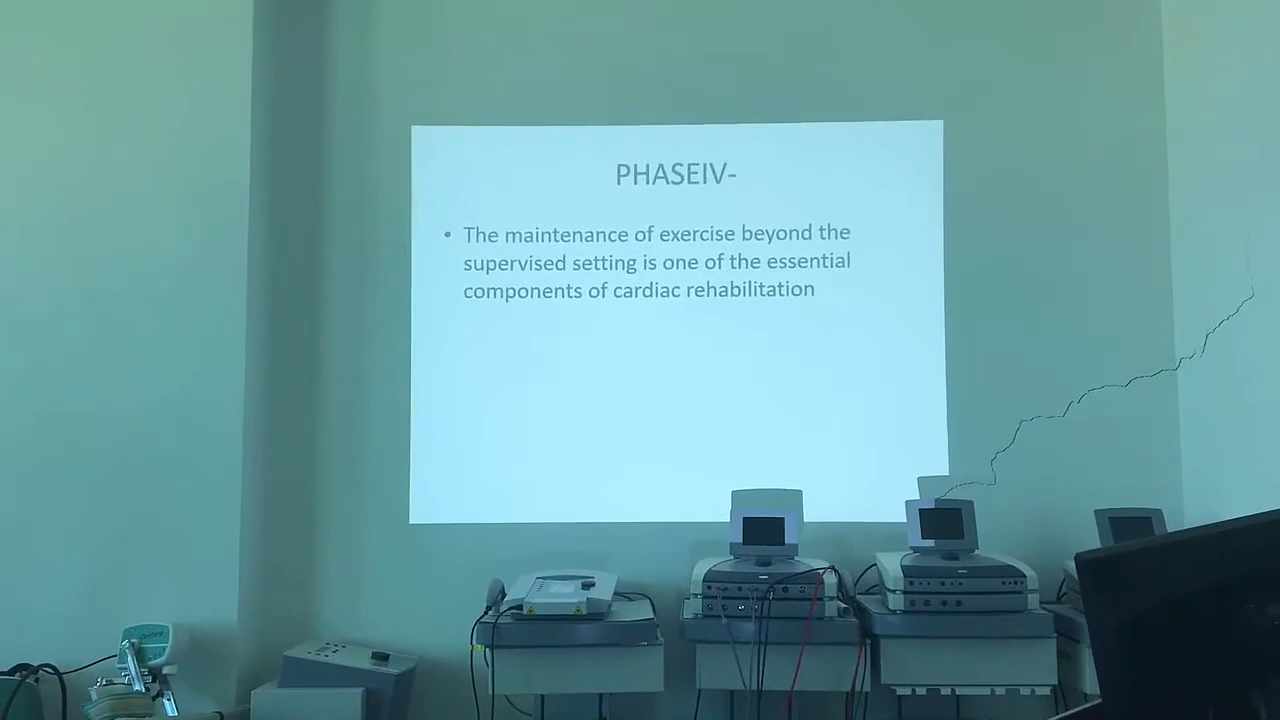 PHASEIV-
• The maintenance of exercise beyond the
supervised setting is one of the essential
components of cardiac rehabilitation